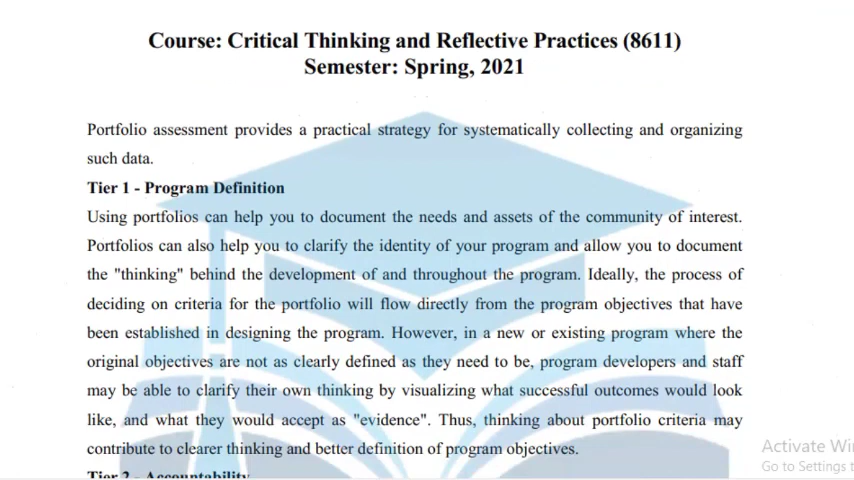 Course: Critical Thinking and Reflective Practices (8611)
Semester: Spring, 2021
Portfolio assessment provides a practical strategy for systematically collecting and organizing
such data.
Tier 1 - Program Definition
Using portfolios can help you to document the needs and assets of the community of interest.
Portfolios can also help you to clarify the identity of your program and allow you to document
the "thinking" behind the development of and throughout the program. Ideally, the process of
deciding on criteria for the portfolio will flow directly from the program objectives that have
been established in designing the program. However, in a new or existing program where the
original objectives are not as clearly defined as they need to be, program developers and staff
may be able to clarify their own thinking by visualizing what successful outcomes would look
like, and what they would accept as "evidence". Thus, thinking about portfolio criteria may
contribute to clearer thinking and better definition of program objectives.
Activate Wi
Go to Settings t
Tier 2 - Accountability